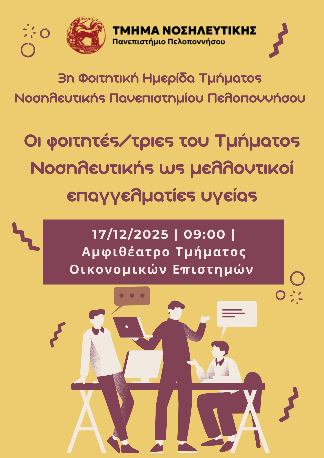 ΤΜΗΜΑ ΝΟΣΗΛΕΥΤΙΚΗΣ
Πανεπιστήμιο Πελοποννήσου
3η Φοιτητική Ημερίδα Τμήματος
Νοσηλευτικής Πανεπιστημίου Πελοποννήσου
Οι φοιτητές/τριες του Τμήματος
Νοσηλευτικής ως μελλοντικοί
επαγγελματίες υγείας
17/12/2025 | 09:00 |
Αμφιθέατρο Τμήματος
Οικονομικών Επιστημών